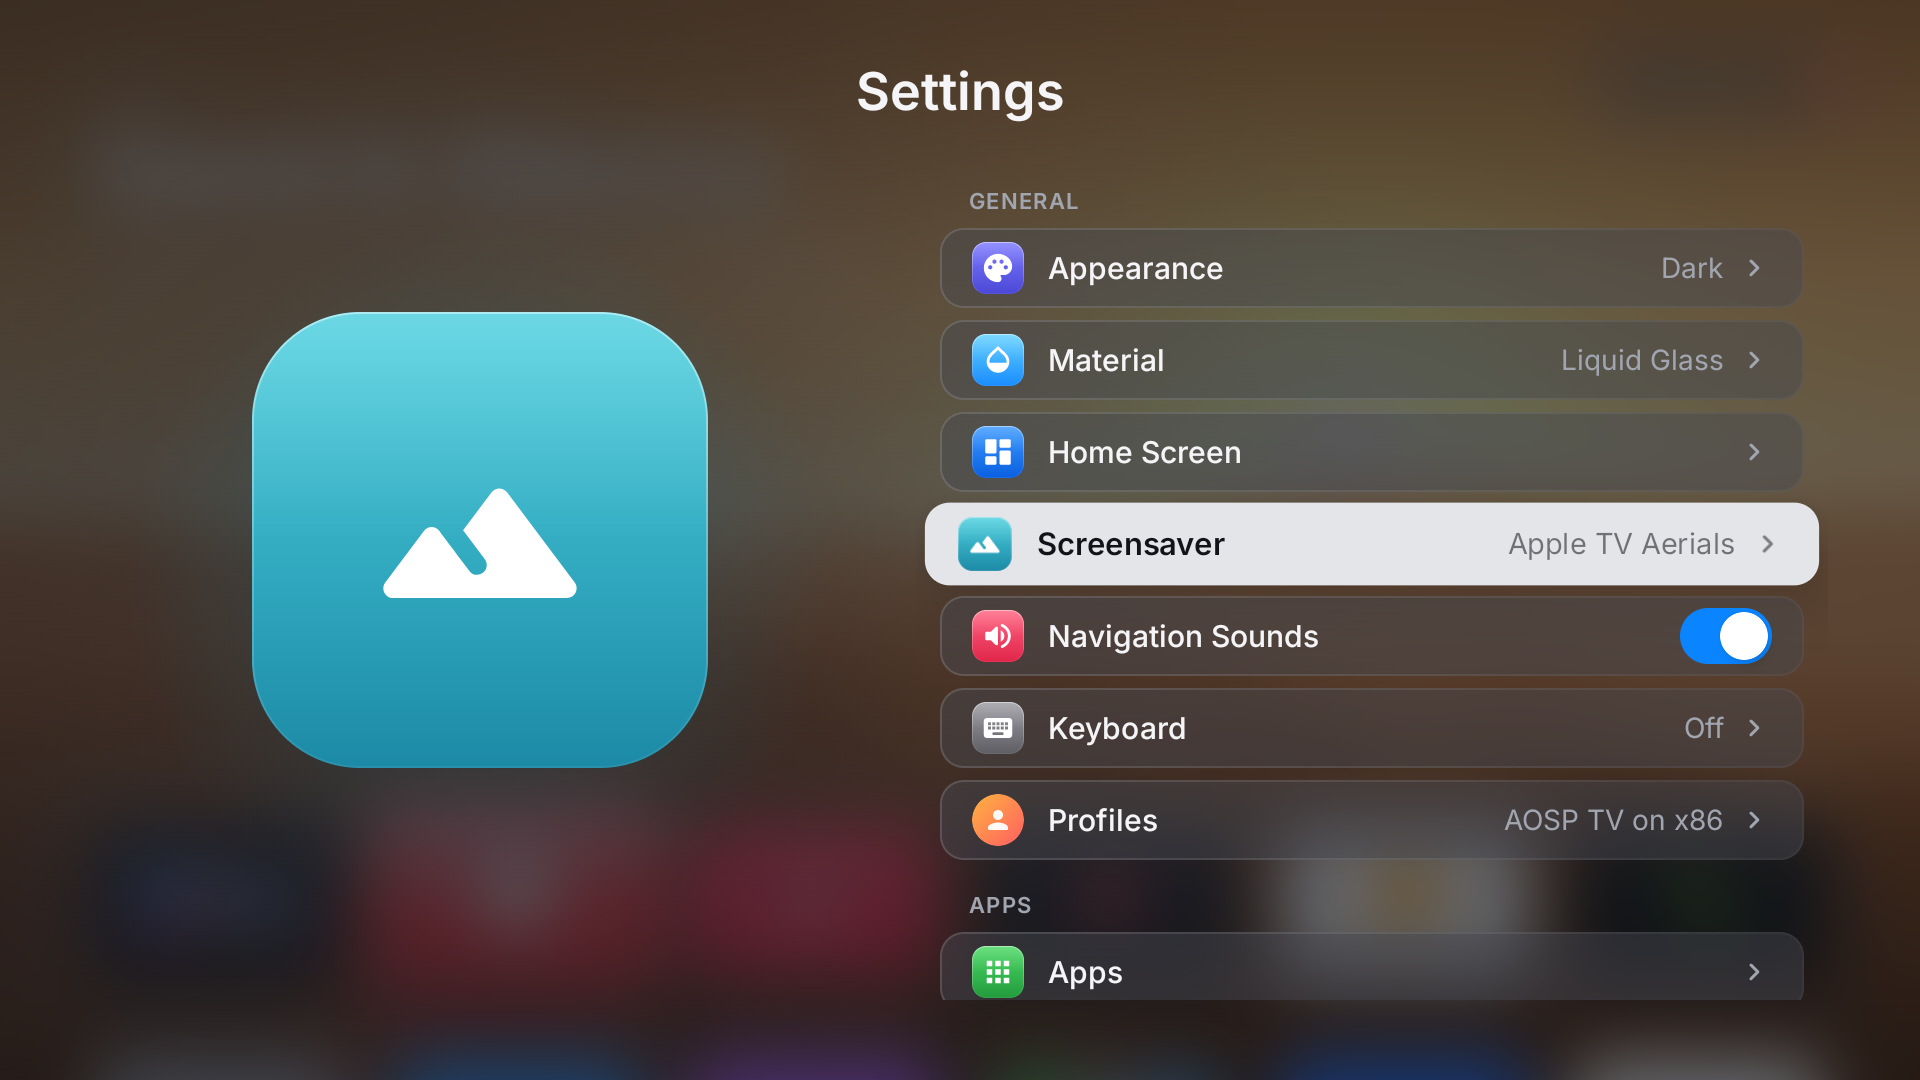 Settings
GENERAL
Appearance Dark
Material Liquid Glass
Home Screen
Screensaver Apple TV Aerials
Navigation Sounds
Keyboard Off
Profiles AOSP TV on x86
APPS
Apps